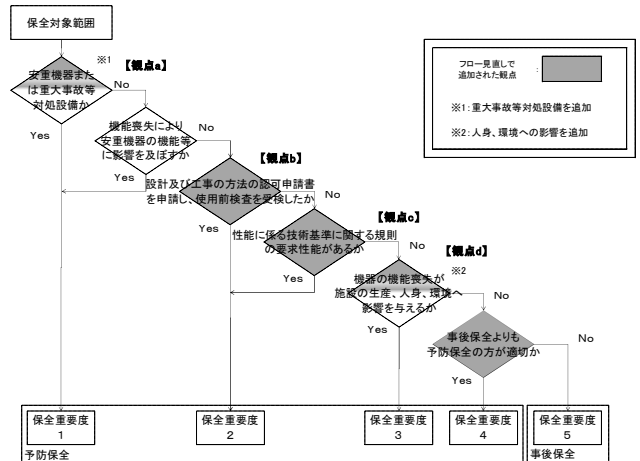 保全対象範囲
※1
安重機器また
は重大事故等
対処設備か
【観点a】
No
Yes
機能喪失により
安重機器の機能等
に影響を及ぼすか
No
Yes
【観点b】
設計及び工事の方法の認可申請書
を申請し、使用前検査を受検したか
No
Yes
【観点c】
性能に係る技術基準に関する規則
の要求性能があるか
No
Yes
【観点d】
※2
機器の機能喪失が
施設の生産、人身、環境へ
影響を与えるか
No
Yes
事後保全よりも
予防保全の方が適切か
No
Yes
フロー見直しで
追加された観点
:
※1:重大事故等対処設備を追加
※2:人身、環境への影響を追加
保全重要度
1
保全重要度
2
保全重要度
3
保全重要度
4
保全重要度
5
予防保全
事後保全